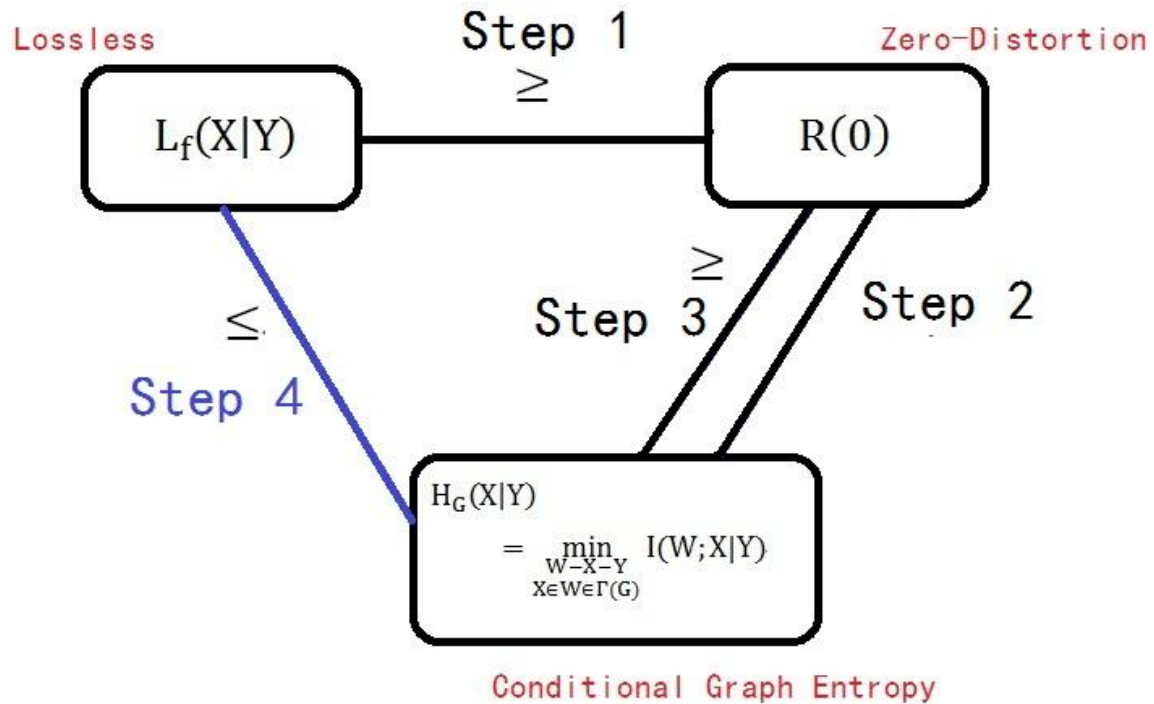 Step 1
Lossless
Zero-Distortion
≥
L_f(X|Y)
R(0)
≥
Step 3
Step 2
≤
Step 4
H_G(X|Y)
= min I(W;X|Y)
W−X−Y
X∈W∈Γ(G)
Conditional Graph Entropy